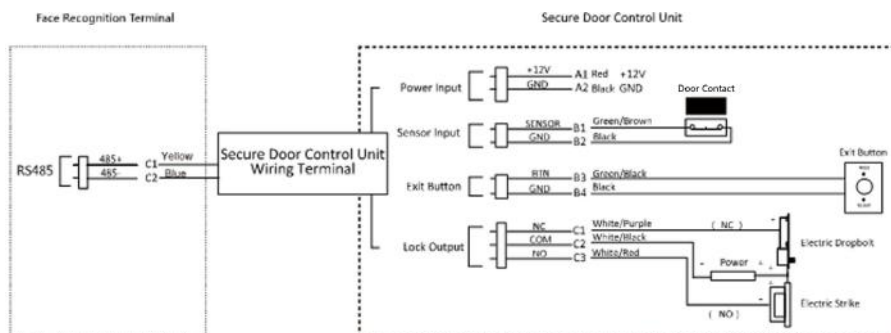 Face Recognition Terminal
Secure Door Control Unit
RS485
485+ C1 Yellow
485- C2 Blue
Secure Door Control Unit
Wiring Terminal
Power Input
+12V A1 Red +12V
GND A2 Black GND
Door Contact
Sensor Input
SENSOR B1 Green/Brown
GND B2 Black
Exit Button
Exit Button
BTN B3 Green/Black
GND B4 Black
Lock Output
NC C1 White/Purple ( NC ) -
COM C2 White/Black
NO C3 White/Red
Electric Dropbolt
- Power + +
+
-
( NO )
Electric Strike